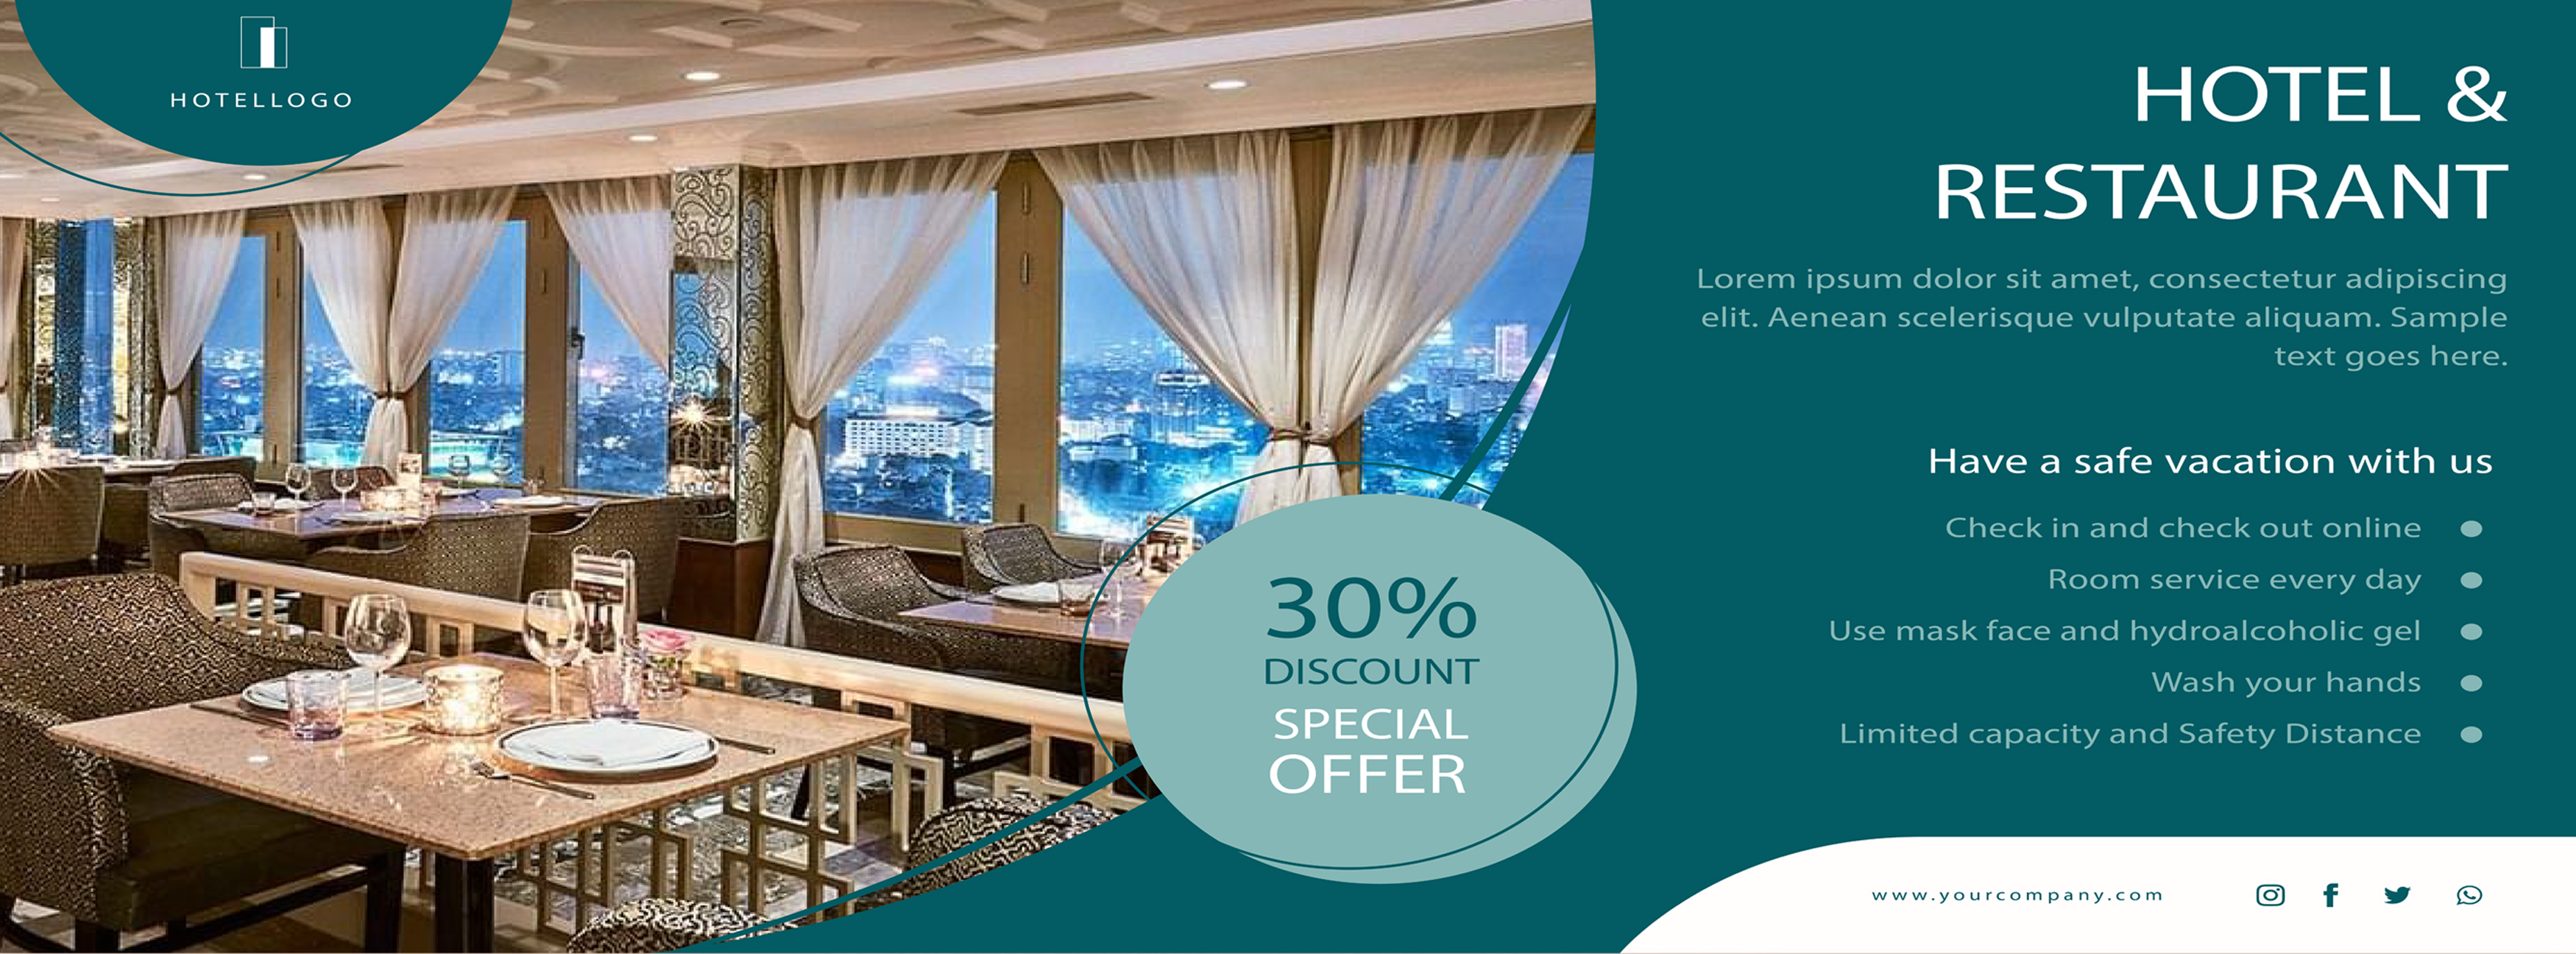 HOTELLOGO
HOTEL &
RESTAURANT
Lorem ipsum dolor sit amet, consectetur adipiscing
elit. Aenean scelerisque vulputate aliquam. Sample
text goes here.
Have a safe vacation with us
Check in and check out online
Room service every day
Use mask face and hydroalcoholic gel
Wash your hands
Limited capacity and Safety Distance
30%
DISCOUNT
SPECIAL
OFFER
www.yourcompany.com